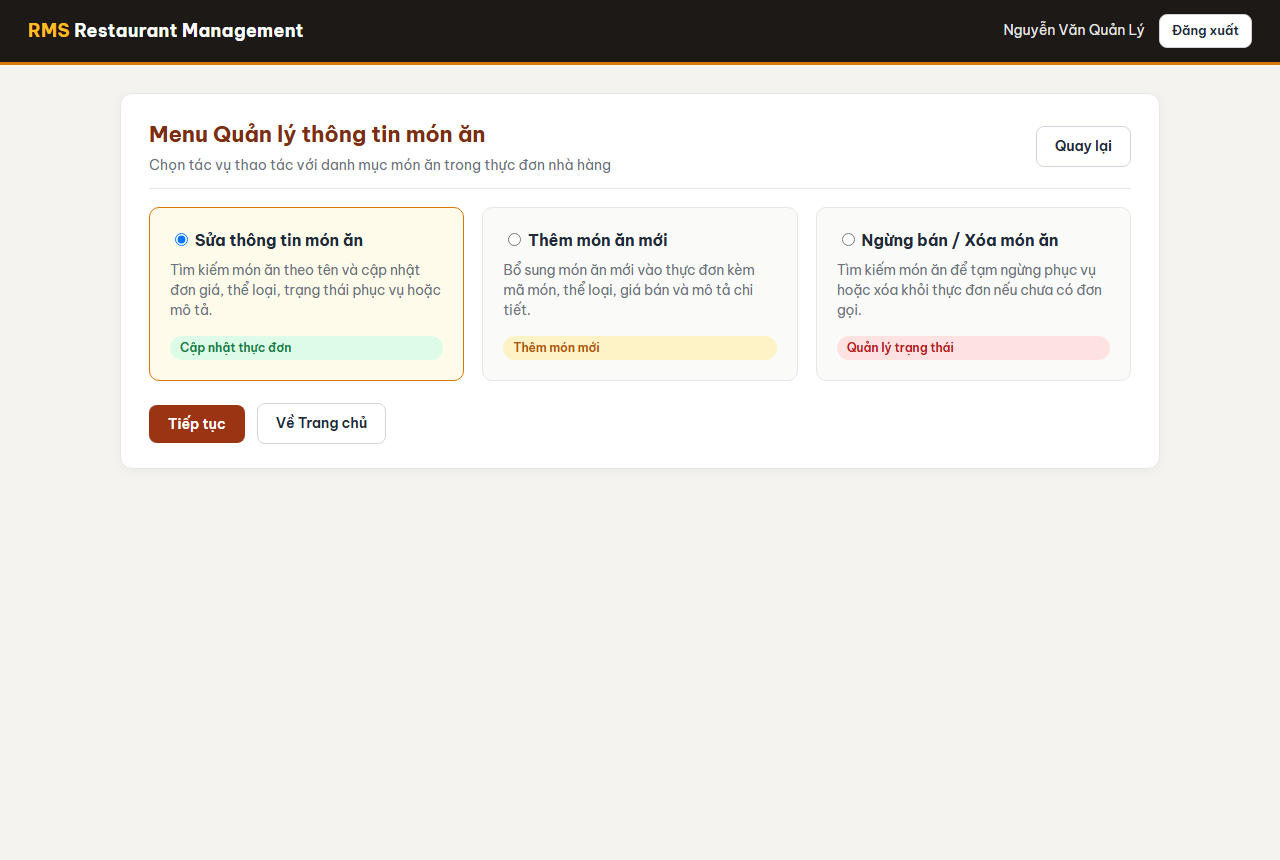 RMS Restaurant Management
Nguyễn Văn Quản Lý
Đăng xuất
Menu Quản lý thông tin món ăn
Chọn tác vụ thao tác với danh mục món ăn trong thực đơn nhà hàng
Quay lại
Sửa thông tin món ăn
Tìm kiếm món ăn theo tên và cập nhật
đơn giá, thể loại, trạng thái phục vụ hoặc
mô tả.
Cập nhật thực đơn
Thêm món ăn mới
Bổ sung món ăn mới vào thực đơn kèm
mã món, thể loại, giá bán và mô tả chi
tiết.
Thêm món mới
Ngừng bán / Xóa món ăn
Tìm kiếm món ăn để tạm ngừng phục vụ
hoặc xóa khỏi thực đơn nếu chưa có đơn
gọi.
Quản lý trạng thái
Tiếp tục
Về Trang chủ